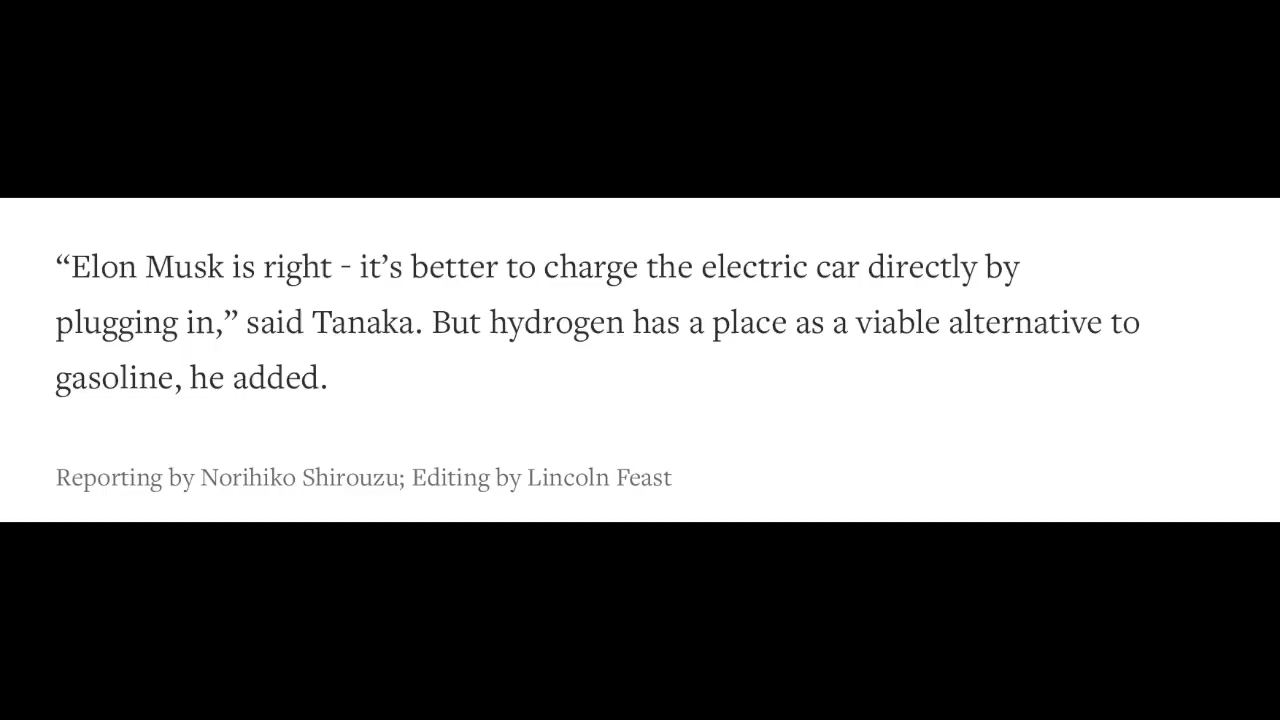 “Elon Musk is right - it’s better to charge the electric car directly by
plugging in,” said Tanaka. But hydrogen has a place as a viable alternative to
gasoline, he added.
Reporting by Norihiko Shirouzu; Editing by Lincoln Feast